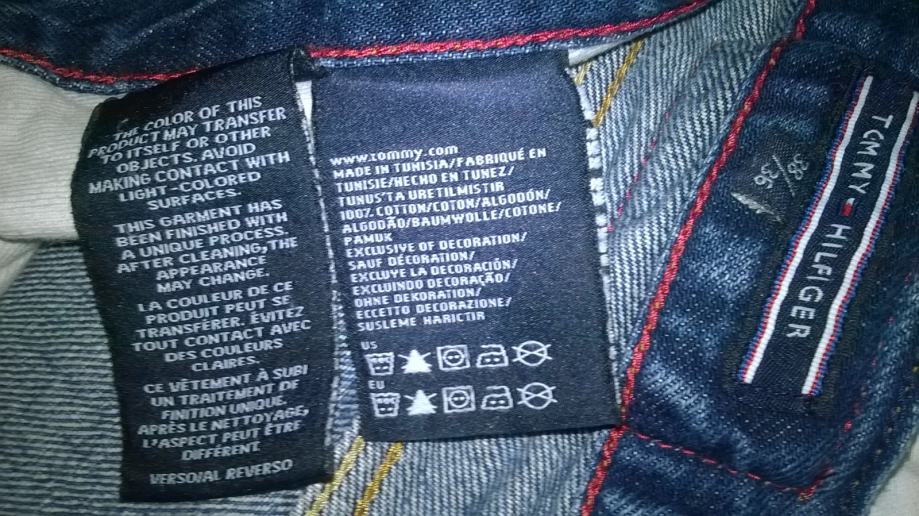 THE COLOR OF THIS
PRODUCT MAY TRANSFER
TO ITSELF OR OTHER
OBJECTS. AVOID
MAKING CONTACT WITH
LIGHT-COLORED
SURFACES.
THIS GARMENT HAS
BEEN FINISHED WITH
A UNIQUE PROCESS.
AFTER CLEANING, THE
APPEARANCE
MAY CHANGE.
LA COULEUR DE CE
PRODUIT PEUT SE
TRANSFÉRER. ÉVITEZ
TOUT CONTACT AVEC
DES COULEURS
CLAIRES.
CE VÊTEMENT À SUBI
UN TRAITEMENT DE
FINITION UNIQUE.
APRÈS LE NETTOYAGE,
L'ASPECT PEUT ÊTRE
DIFFÉRENT
VERSO/AL REVERSO
www.tommy.com
MADE IN TUNISIA/FABRIQUÉ EN
TUNISIE/HECHO EN TUNEZ/
TUNUS'TA URETILMISTIR
100% COTTON/COTON/ALGODÓN/
ALGODÃO/BAUMWOLLE/COTONE/
PAMUK
EXCLUSIVE OF DECORATION/
SAUF DÉCORATION/
EXCLUYE LA DECORACIÓN/
EXCLUINDO DECORAÇÃO/
OHNE DEKORATION/
ECCETTO DECORAZIONE/
SUSLEME HARICTIR
US
EU
38/36
TOMMY HILFIGER